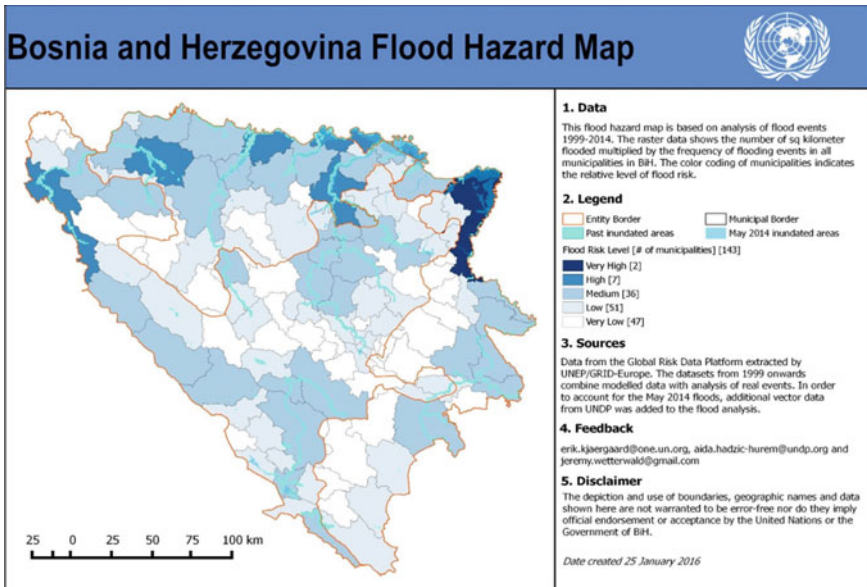 Bosnia and Herzegovina Flood Hazard Map
1. Data
This flood hazard map is based on analysis of flood events
1999-2014. The raster data shows the number of sq kilometer
flooded multiplied by the frequency of flooding events in all
municipalities in BiH. The color coding of municipalities indicates
the relative level of flood risk.
2. Legend
Entity Border
Municipal Border
Past inundated areas
May 2014 inundated areas
Flood Risk Level [# of municipalities] [143]
Very High [2]
High [7]
Medium [36]
Low [51]
Very Low [47]
3. Sources
Data from the Global Risk Data Platform extracted by
UNEP/GRID-Europe. The datasets from 1999 onwards
combine modelled data with analysis of real events. In order
to account for the May 2014 floods, additional vector data
from UNDP was added to the flood analysis.
4. Feedback
erik.kjaergaard@one.un.org, aida.hadzic-hurem@undp.org and
jeremy.wetterwald@gmail.com
5. Disclaimer
The depiction and use of boundaries, geographic names and data
shown here are not warranted to be error-free nor do they imply
official endorsement or acceptance by the United Nations or the
Government of BiH.
Date created 25 January 2016
25 0 25 50 75 100 km